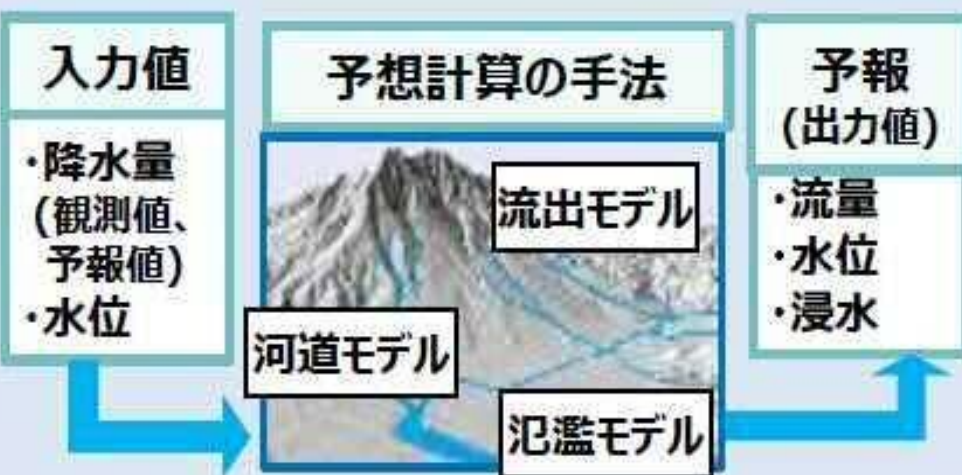 入力値
・降水量
(観測値、
予報値)
・水位
予想計算の手法
流出モデル
河道モデル
氾濫モデル
予報
(出力値)
・流量
・水位
・浸水